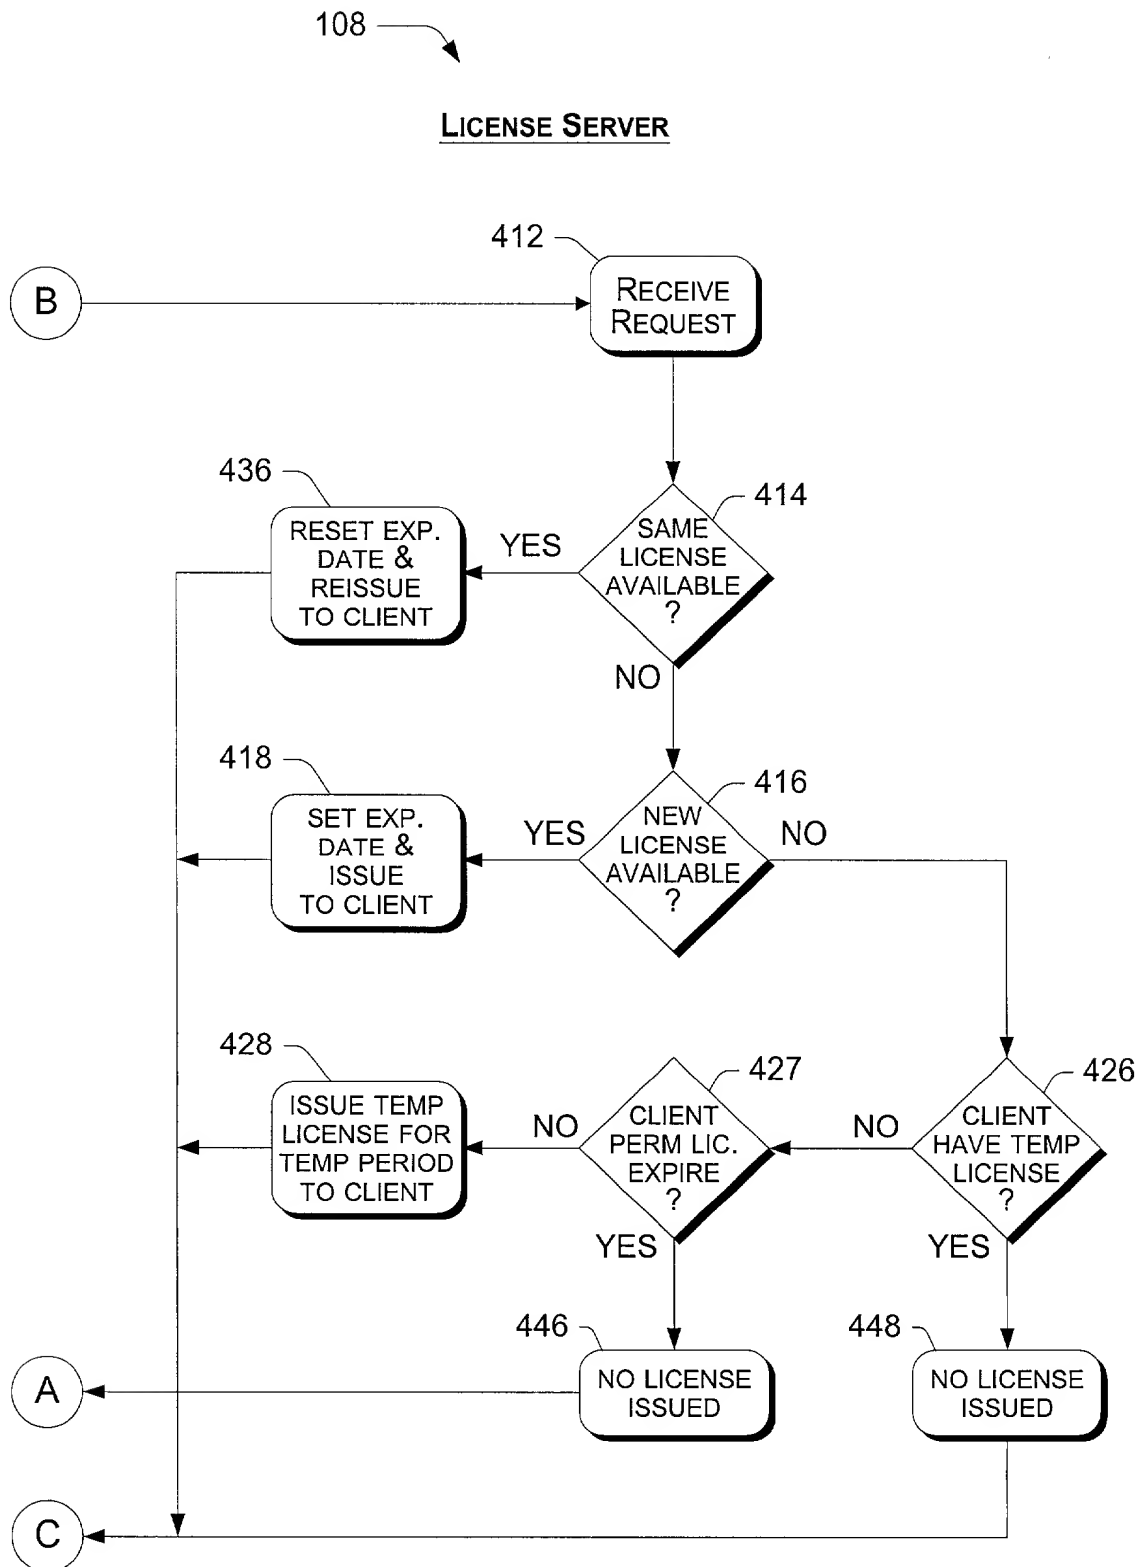 108
LICENSE SERVER
412
B
RECEIVE
REQUEST
436
414
RESET EXP.
DATE &
REISSUE
TO CLIENT
YES
SAME
LICENSE
AVAILABLE
?
NO
418
416
SET EXP.
DATE &
ISSUE
TO CLIENT
YES
NEW
LICENSE
AVAILABLE
?
NO
428
427
426
ISSUE TEMP
LICENSE FOR
TEMP PERIOD
TO CLIENT
NO
CLIENT
PERM LIC.
EXPIRE
?
NO
CLIENT
HAVE TEMP
LICENSE
?
YES
YES
446
448
A
NO LICENSE
ISSUED
NO LICENSE
ISSUED
C